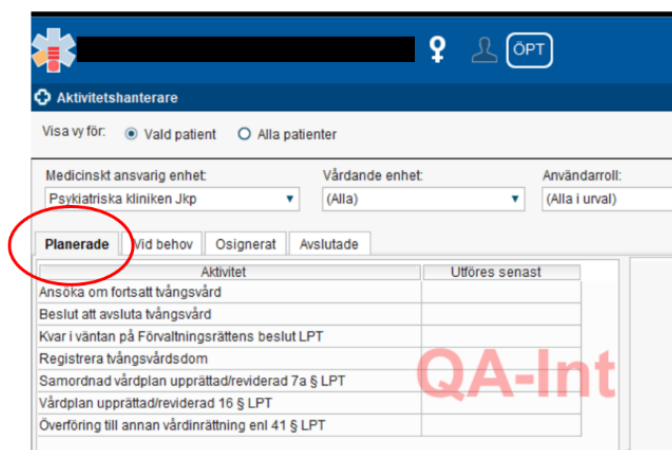 ÖPT
Aktivitetshanterare
Visa vy för: Vald patient Alla patienter
Medicinskt ansvarig enhet: Vårdande enhet: Användarroll:
Psykiatriska kliniken Jkp (Alla) (Alla i urval)
Planerade Vid behov Osignerat Avslutade
Aktivitet Utföres senast
Ansöka om fortsatt tvångsvård
Beslut att avsluta tvångsvård
Kvar i väntan på Förvaltningsrättens beslut LPT
Registrera tvångsvårdsdom
Samordnad vårdplan upprättad/reviderad 7a § LPT
Vårdplan upprättad/reviderad 16 § LPT
Överföring till annan vårdinrättning enl 41 § LPT
QA-Int